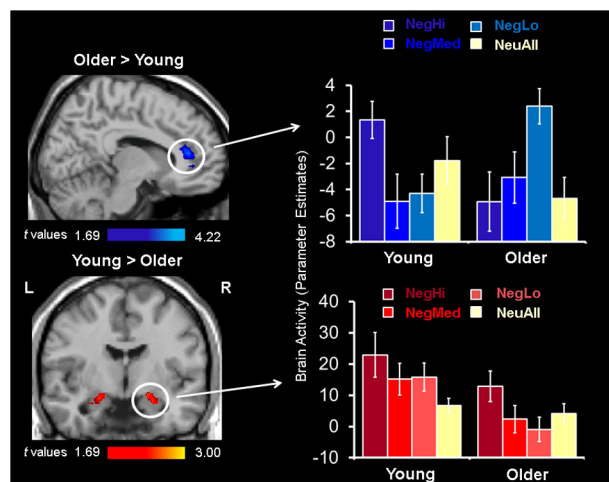 NegHi
NegLo
NegMed
NeuAll
Older > Young
t values 1.69 4.22
Young > Older
L R
t values 1.69 3.00
Brain Activity (Parameter Estimates)
4
2
0
-2
-4
-6
-8
Young Older
50
40
30
20
10
0
-10
NegHi
NegLo
NegMed
NeuAll
Young Older